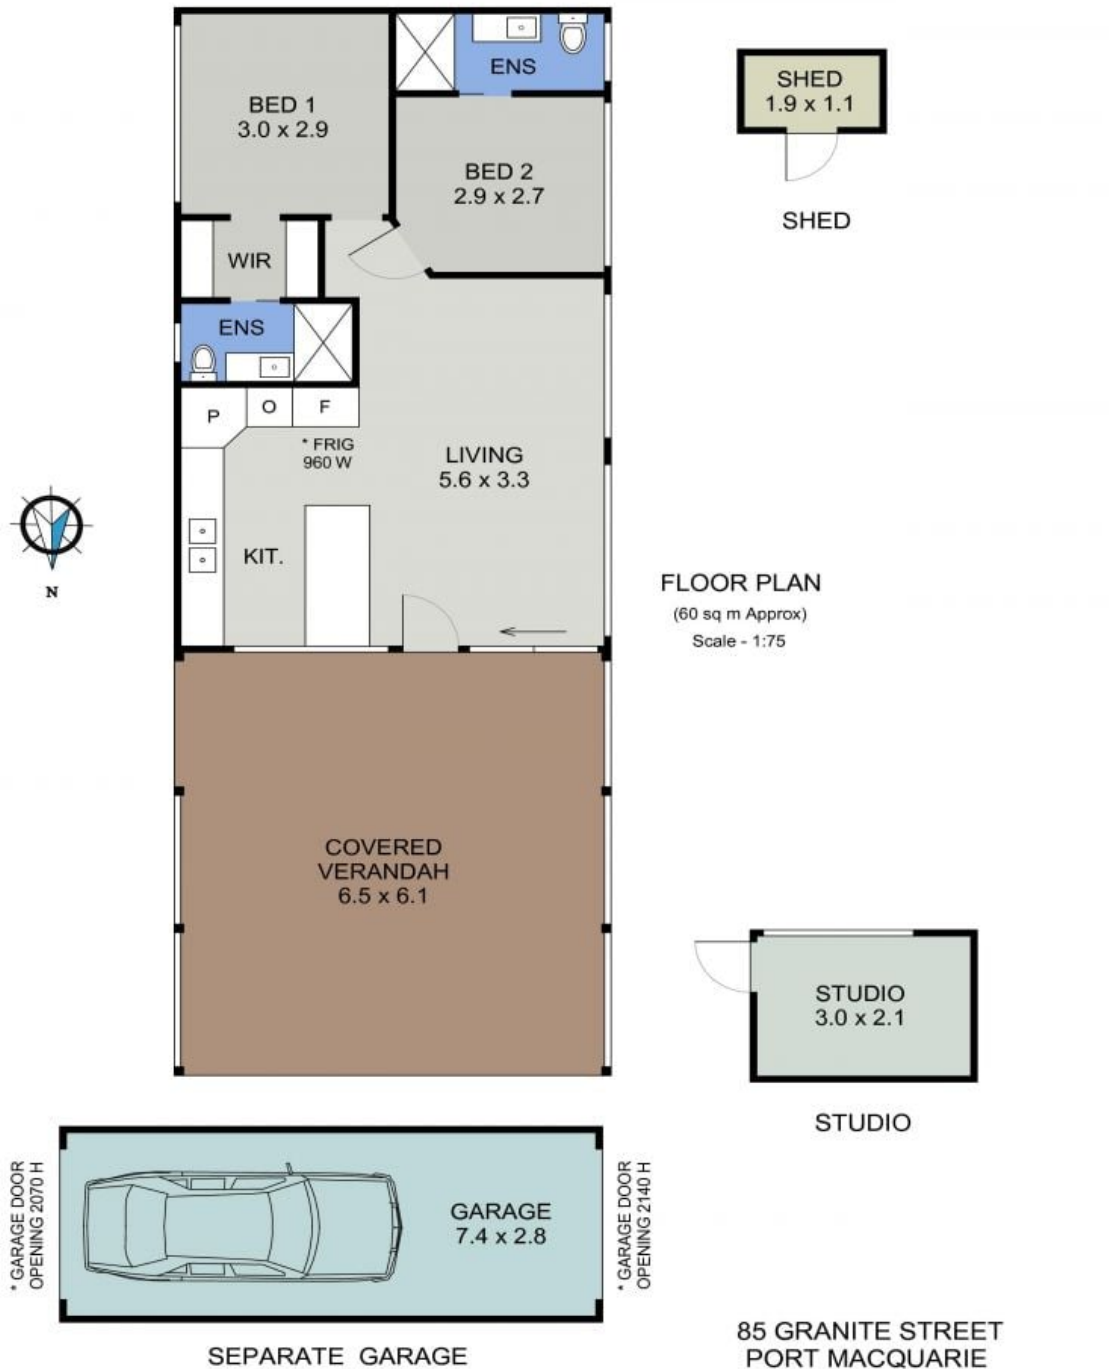 BED 1
3.0 x 2.9
ENS
BED 2
2.9 x 2.7
SHED
1.9 x 1.1
SHED
WIR
ENS
P
O
F
* FRIG
960 W
LIVING
5.6 x 3.3
KIT.
N
FLOOR PLAN
(60 sq m Approx)
Scale - 1:75
COVERED
VERANDAH
6.5 x 6.1
STUDIO
3.0 x 2.1
STUDIO
* GARAGE DOOR
OPENING 2070 H
GARAGE
7.4 x 2.8
* GARAGE DOOR
OPENING 2140 H
SEPARATE GARAGE
85 GRANITE STREET
PORT MACQUARIE